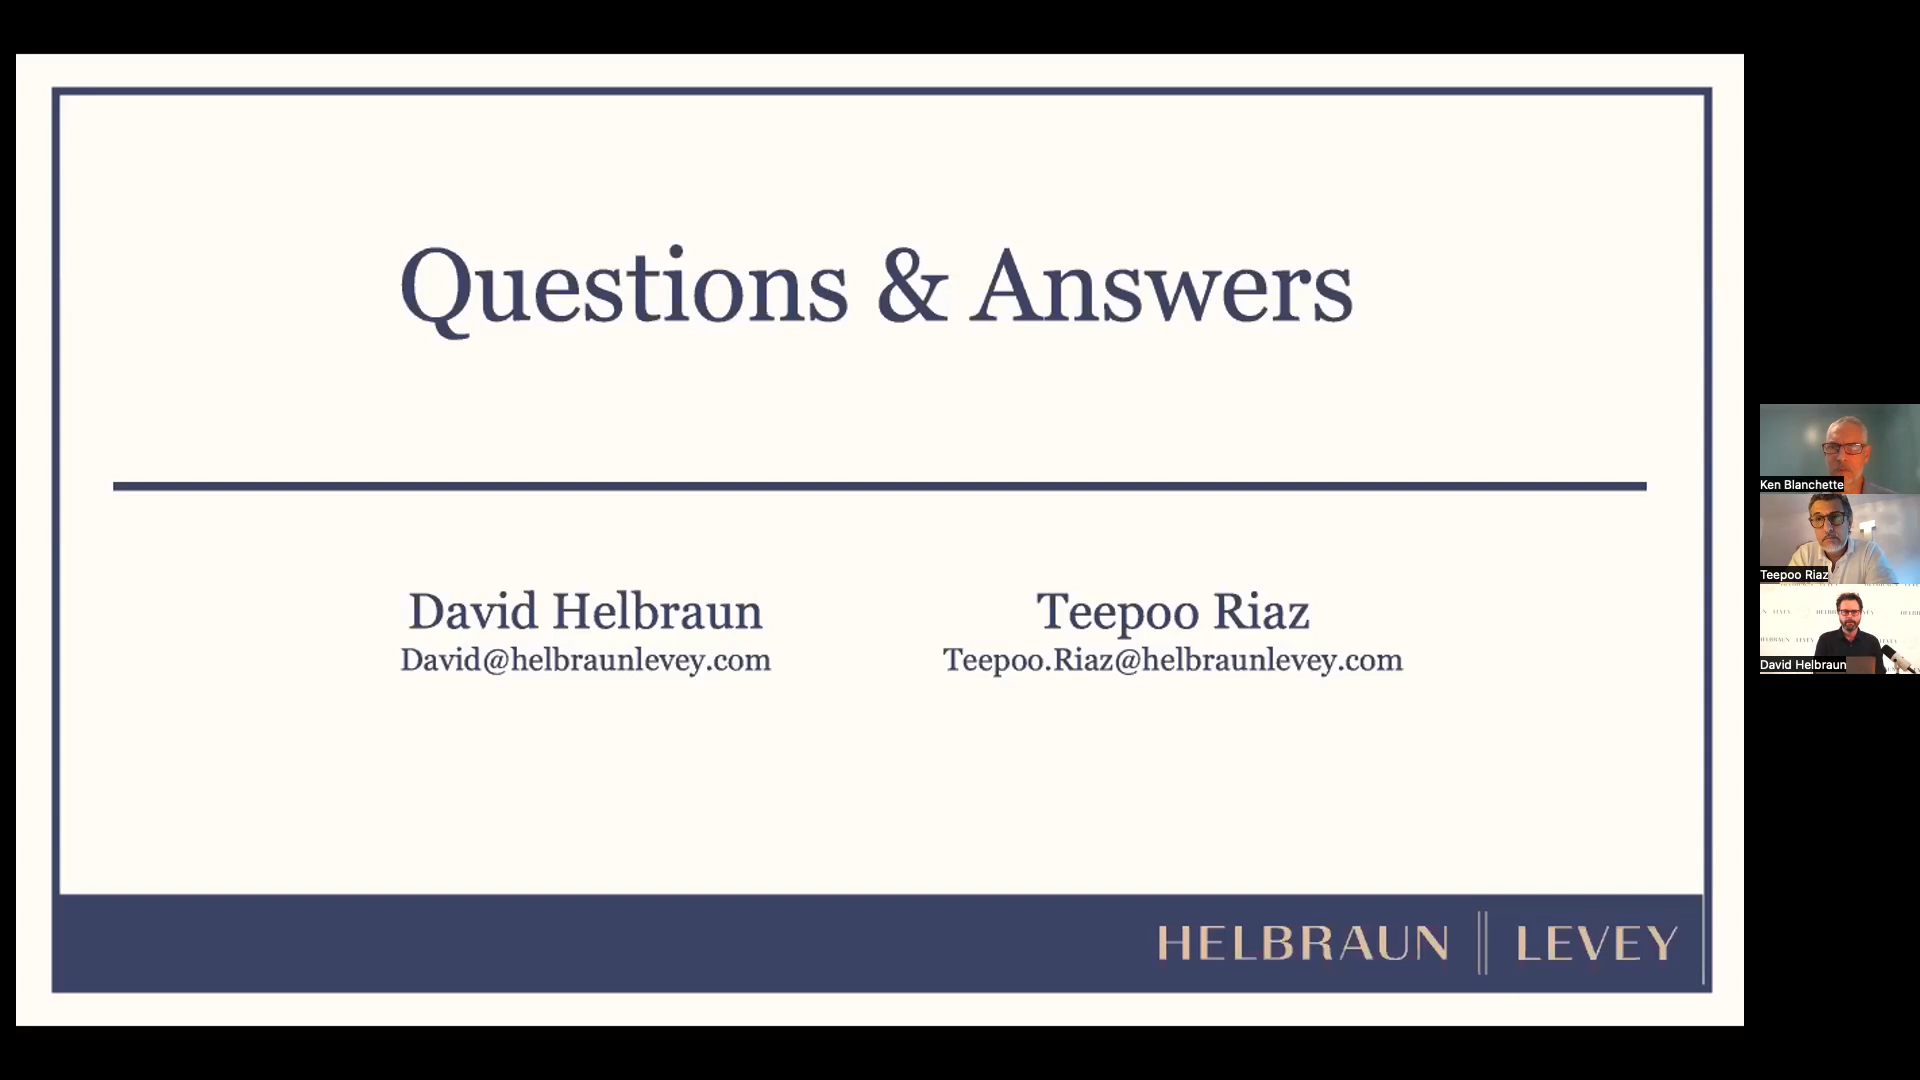 Questions & Answers
David Helbraun
David@helbraunlevey.com
Teepoo Riaz
Teepoo.Riaz@helbraunlevey.com
HELBRAUN LEVEY
Ken Blanchette
Teepoo Riaz
David Helbraun